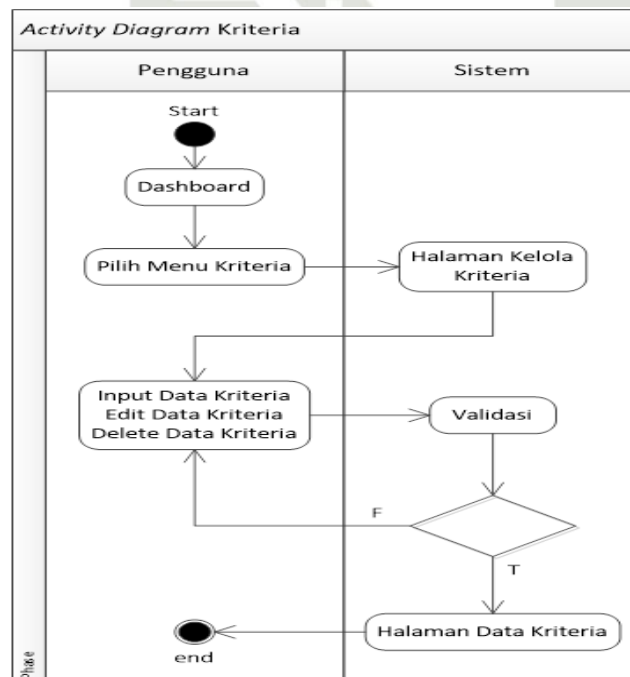 Activity Diagram Kriteria
Pengguna
Sistem
Start
Dashboard
Pilih Menu Kriteria
Halaman Kelola
Kriteria
Input Data Kriteria
Edit Data Kriteria
Delete Data Kriteria
Validasi
F
T
Halaman Data Kriteria
end
Phase